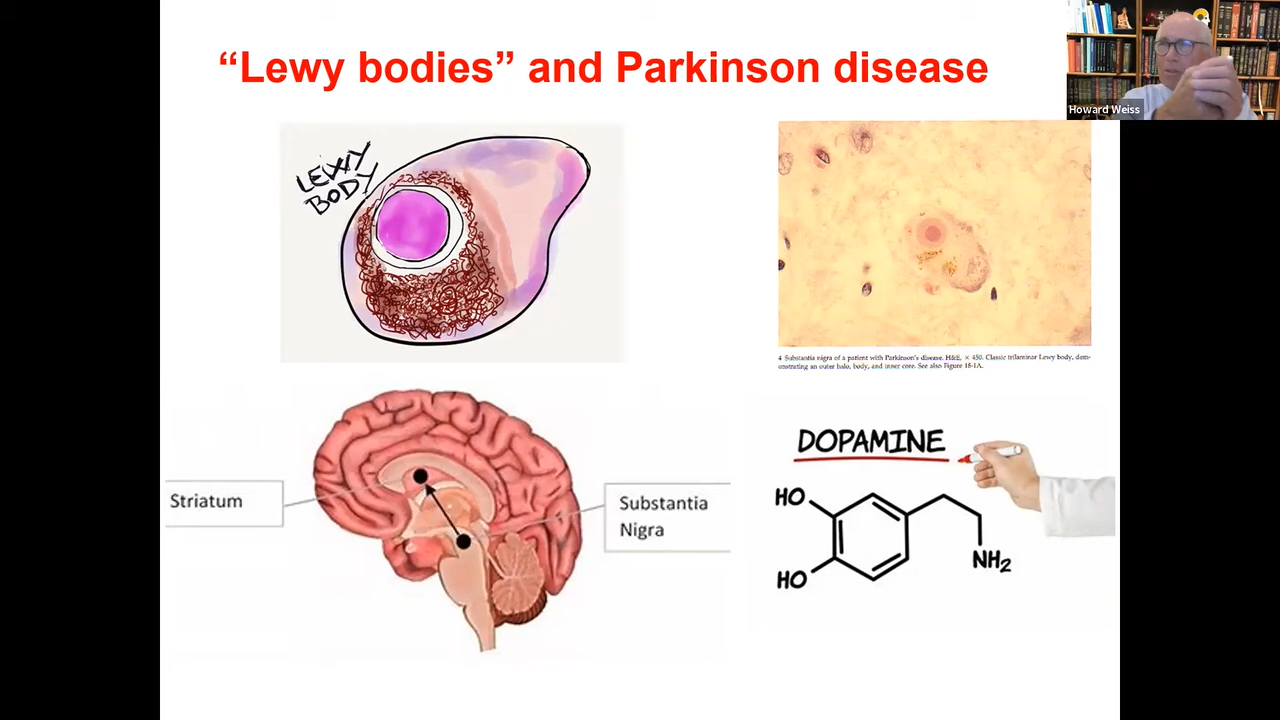 “Lewy bodies” and Parkinson disease
Howard Weiss
LEWY
BODY
4 Substantia nigra of a patient with Parkinson's disease. H&E, × 450. Classic trilaminar Lewy body, dem-
onstrating an outer halo, body, and inner core. See also Figure 18-1A.
Striatum
Substantia
Nigra
DOPAMINE
HO
HO
NH₂